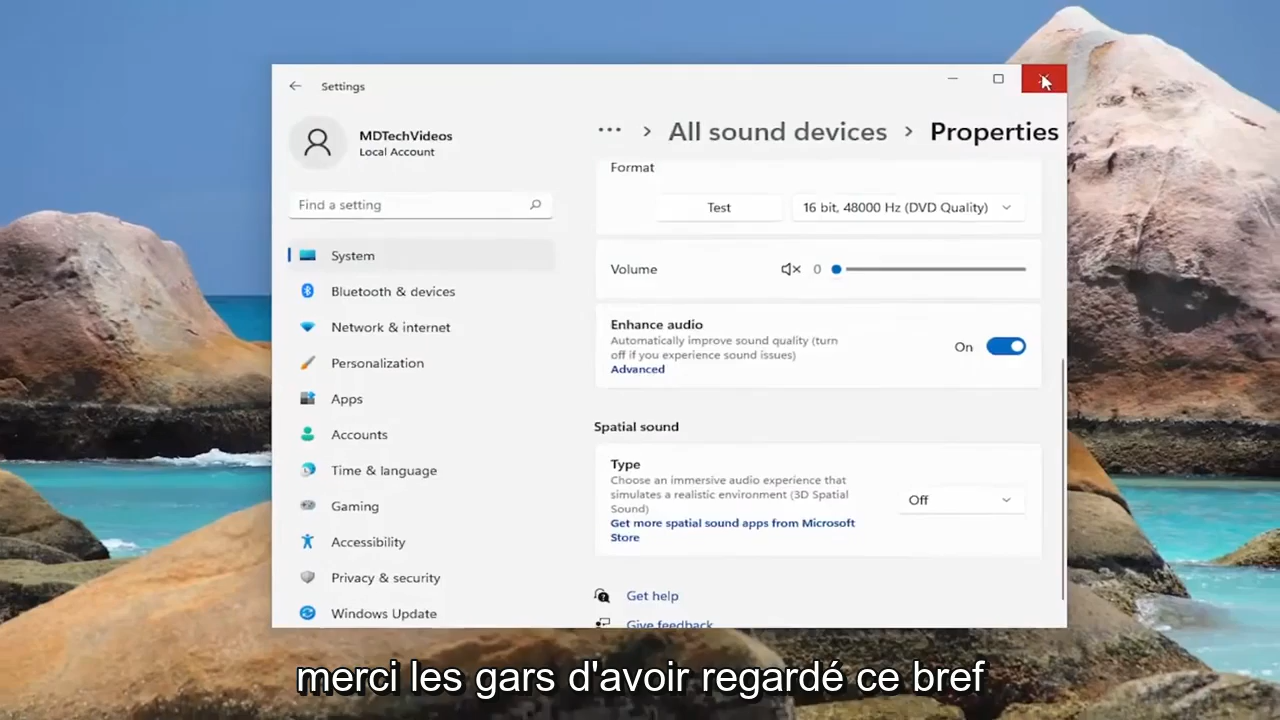 Settings
MDTechVideos
Local Account
Find a setting
System
Bluetooth & devices
Network & internet
Personalization
Apps
Accounts
Time & language
Gaming
Accessibility
Privacy & security
Windows Update
... > All sound devices > Properties
Format
Test
16 bit, 48000 Hz (DVD Quality)
Volume
0
Enhance audio
Automatically improve sound quality (turn
off if you experience sound issues)
Advanced
On
Spatial sound
Type
Choose an immersive audio experience that
simulates a realistic environment (3D Spatial
Sound)
Get more spatial sound apps from Microsoft
Store
Off
Get help
Give feedback
merci les gars d'avoir regardé ce bref